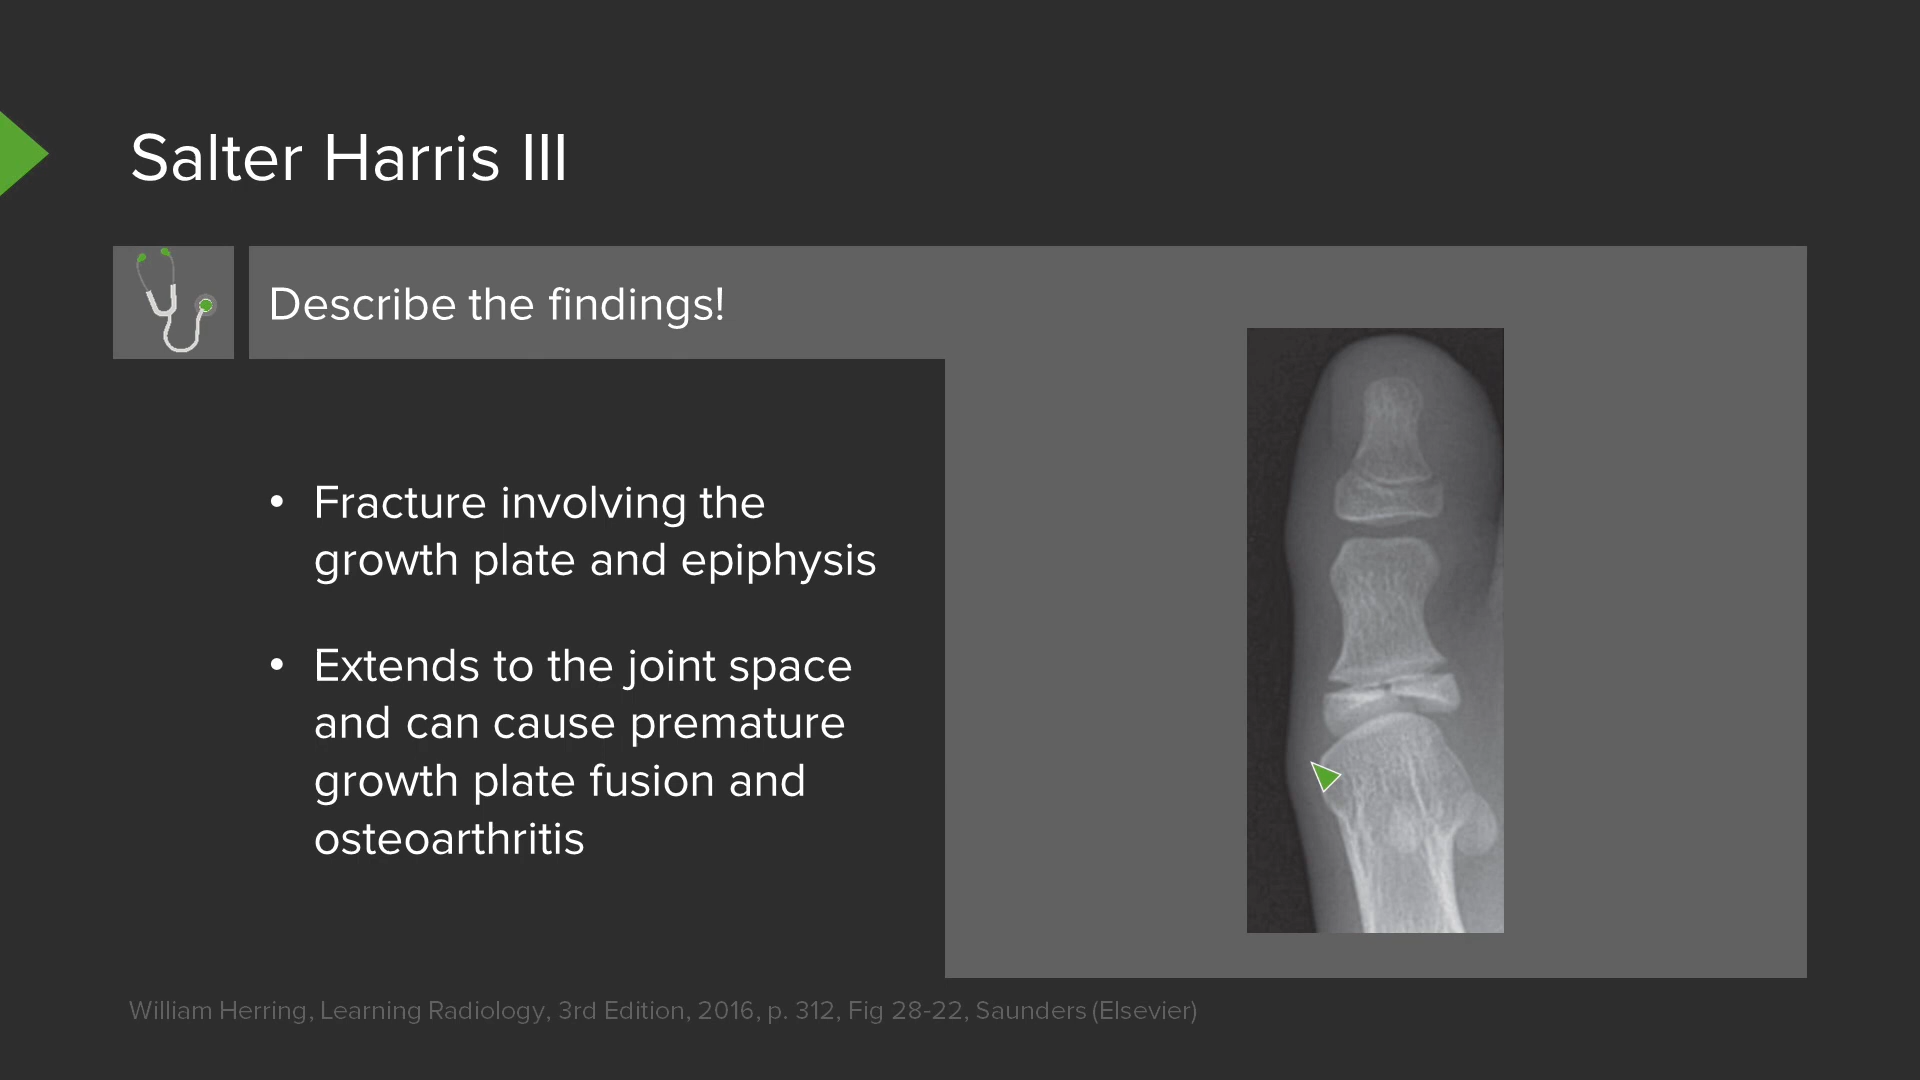 Salter Harris III
Describe the findings!
• Fracture involving the
growth plate and epiphysis
• Extends to the joint space
and can cause premature
growth plate fusion and
osteoarthritis
William Herring, Learning Radiology, 3rd Edition, 2016, p. 312, Fig 28-22, Saunders (Elsevier)